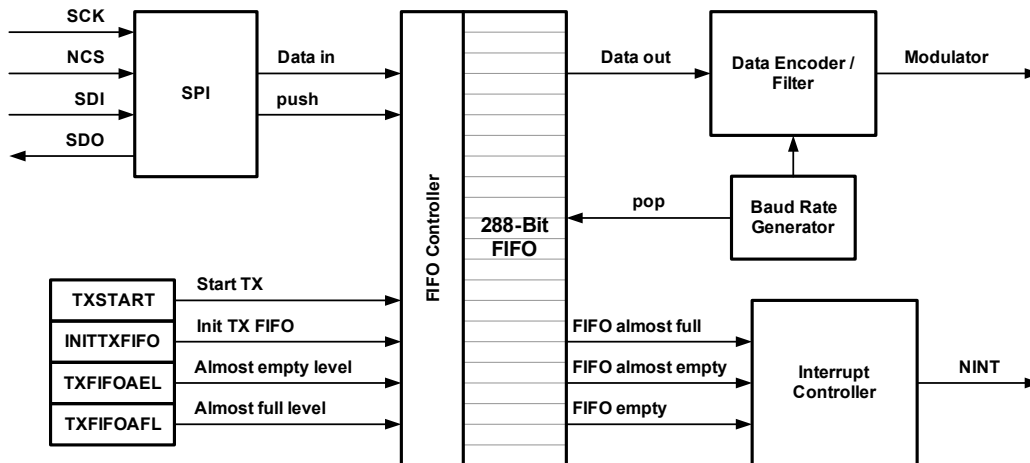 SCK
NCS
SDI
SDO
SPI
Data in
push
FIFO Controller
288-Bit
FIFO
Data out
Data Encoder /
Filter
Modulator
pop
Baud Rate
Generator
TXSTART
Start TX
INITTXFIFO
Init TX FIFO
TXFIFOAEL
Almost empty level
TXFIFOAFL
Almost full level
FIFO almost full
FIFO almost empty
FIFO empty
Interrupt
Controller
NINT